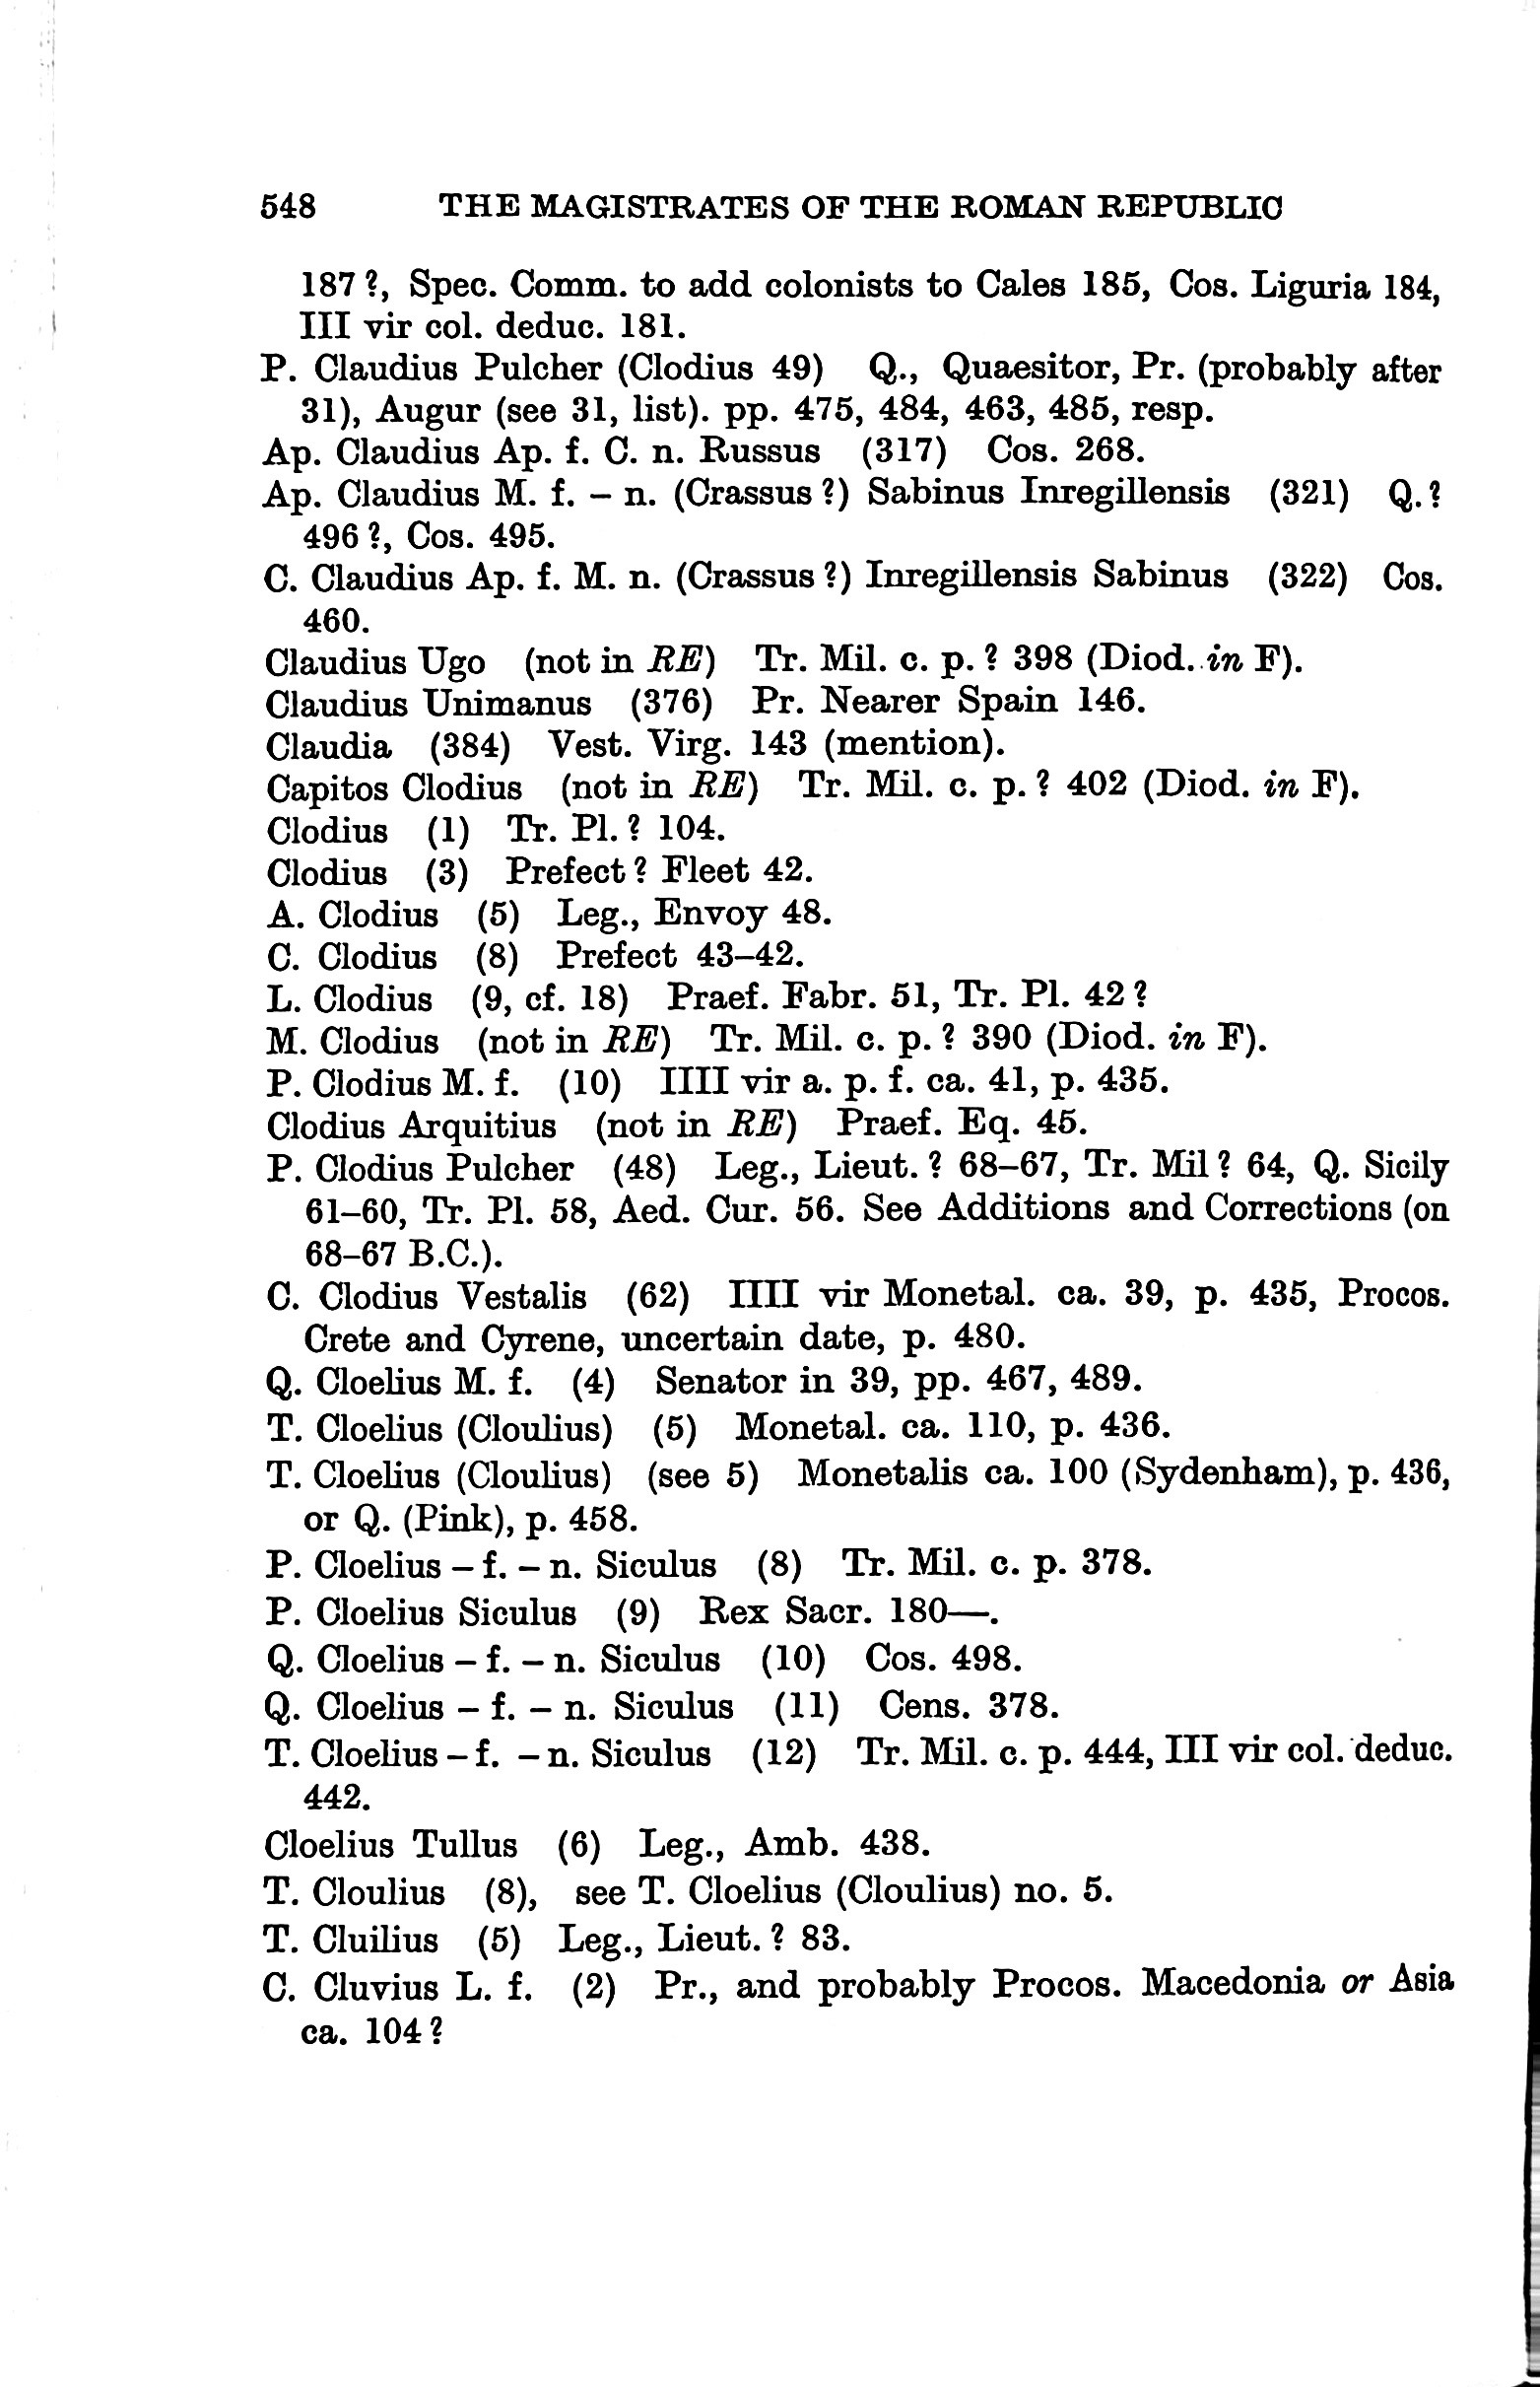 548 THE MAGISTRATES OF THE ROMAN REPUBLIC
187 ?, Spec. Comm. to add colonists to Cales 185, Cos. Liguria 184,
III vir col. deduc. 181.
P. Claudius Pulcher (Clodius 49) Q., Quaesitor, Pr. (probably after
31), Augur (see 31, list). pp. 475, 484, 463, 485, resp.
Ap. Claudius Ap. f. C. n. Russus (317) Cos. 268.
Ap. Claudius M. f. – n. (Crassus ?) Sabinus Inregillensis (321) Q. ?
496 ?, Cos. 495.
C. Claudius Ap. f. M. n. (Crassus ?) Inregillensis Sabinus (322) Cos.
460.
Claudius Ugo (not in RE) Tr. Mil. c. p. ? 398 (Diod. in F).
Claudius Unimanus (376) Pr. Nearer Spain 146.
Claudia (384) Vest. Virg. 143 (mention).
Capitos Clodius (not in RE) Tr. Mil. c. p. ? 402 (Diod. in F).
Clodius (1) Tr. Pl. ? 104.
Clodius (3) Prefect ? Fleet 42.
A. Clodius (5) Leg., Envoy 48.
C. Clodius (8) Prefect 43–42.
L. Clodius (9, cf. 18) Praef. Fabr. 51, Tr. Pl. 42 ?
M. Clodius (not in RE) Tr. Mil. c. p. ? 390 (Diod. in F).
P. Clodius M. f. (10) IIII vir a. p. f. ca. 41, p. 435.
Clodius Arquitius (not in RE) Praef. Eq. 45.
P. Clodius Pulcher (48) Leg., Lieut. ? 68–67, Tr. Mil ? 64, Q. Sicily
61–60, Tr. Pl. 58, Aed. Cur. 56. See Additions and Corrections (on
68–67 B.C.).
C. Clodius Vestalis (62) IIII vir Monetal. ca. 39, p. 435, Procos.
Crete and Cyrene, uncertain date, p. 480.
Q. Cloelius M. f. (4) Senator in 39, pp. 467, 489.
T. Cloelius (Cloulius) (5) Monetal. ca. 110, p. 436.
T. Cloelius (Cloulius) (see 5) Monetalis ca. 100 (Sydenham), p. 436,
or Q. (Pink), p. 458.
P. Cloelius – f. – n. Siculus (8) Tr. Mil. c. p. 378.
P. Cloelius Siculus (9) Rex Sacr. 180—.
Q. Cloelius – f. – n. Siculus (10) Cos. 498.
Q. Cloelius – f. – n. Siculus (11) Cens. 378.
T. Cloelius – f. – n. Siculus (12) Tr. Mil. c. p. 444, III vir col. deduc.
442.
Cloelius Tullus (6) Leg., Amb. 438.
T. Cloulius (8), see T. Cloelius (Cloulius) no. 5.
T. Cluilius (5) Leg., Lieut. ? 83.
C. Cluvius L. f. (2) Pr., and probably Procos. Macedonia or Asia
ca. 104 ?